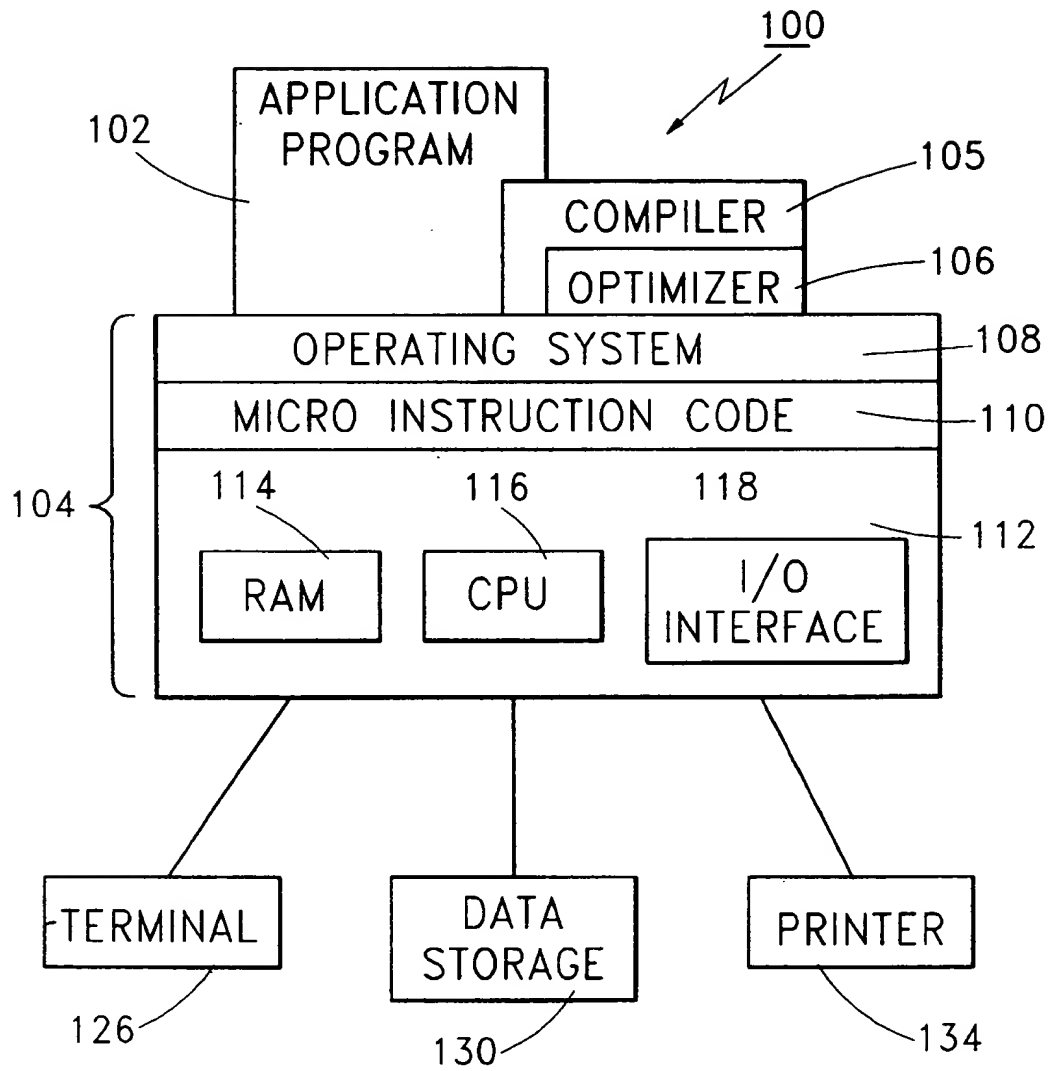 100
APPLICATION
PROGRAM
102
105
COMPILER
106
OPTIMIZER
OPERATING SYSTEM
108
MICRO INSTRUCTION CODE
110
104
114
116
118
112
RAM
CPU
I/O
INTERFACE
TERMINAL
DATA
STORAGE
PRINTER
126
130
134